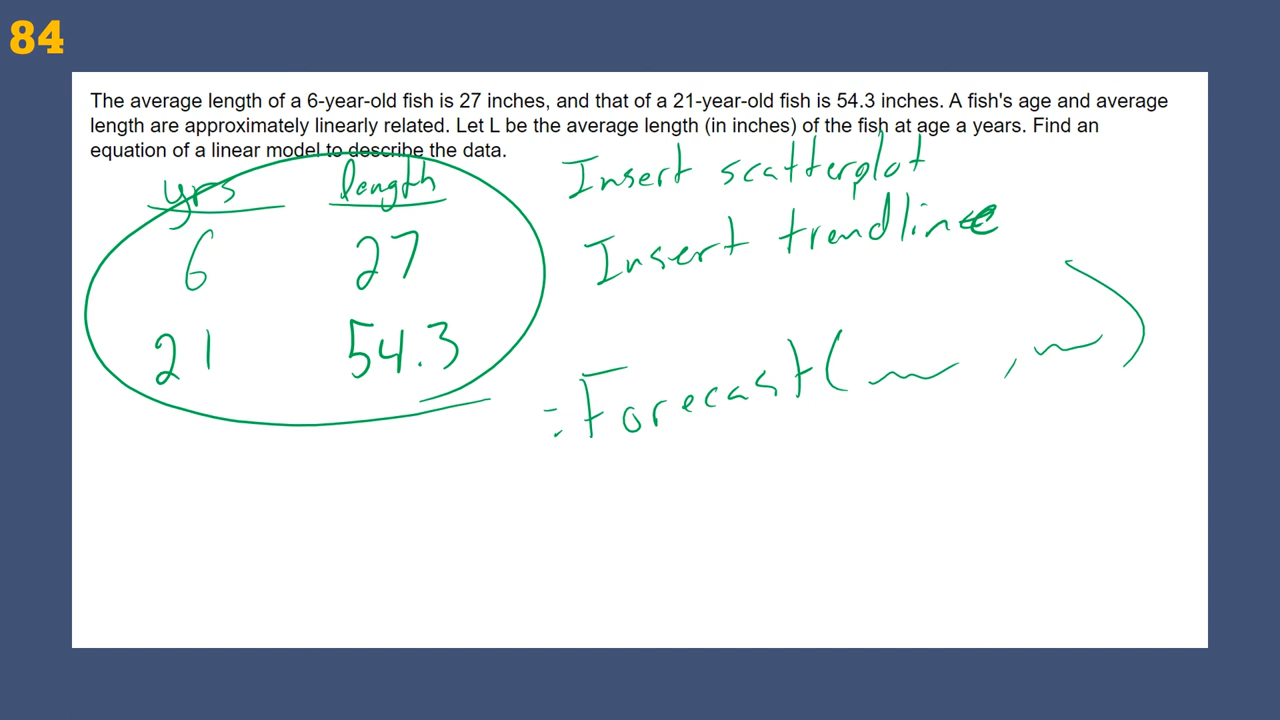 84
The average length of a 6-year-old fish is 27 inches, and that of a 21-year-old fish is 54.3 inches. A fish's age and average
length are approximately linearly related. Let L be the average length (in inches) of the fish at age a years. Find an
equation of a linear model to describe the data.
yrs length
6 27
21 54.3
Insert scatterplot
Insert trendline
=Forecast( , )